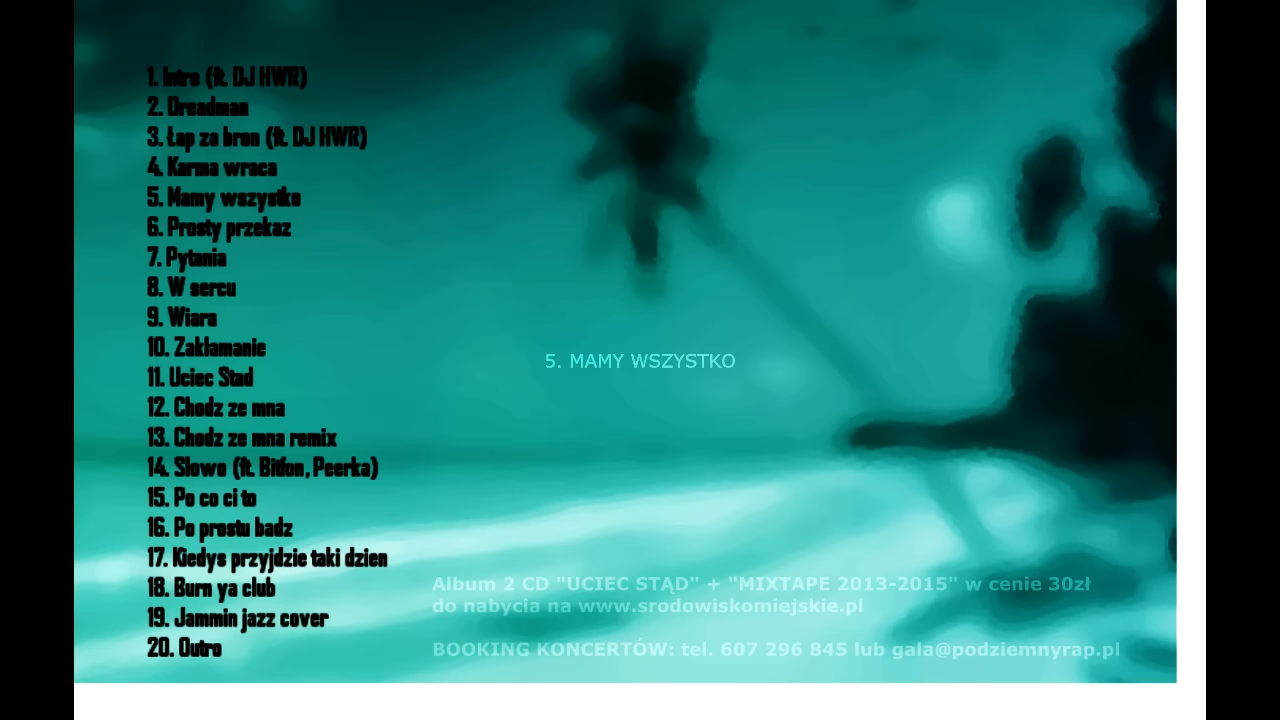 1. Intro (ft. DJ HWR)
2. Dreadman
3. Łap za bron (ft. DJ HWR)
4. Karma wraca
5. Mamy wszystko
6. Prosty przekaz
7. Pytania
8. W sercu
9. Wiara
10. Zakłamanie
11. Uciec Stad
12. Chodz ze mna
13. Chodz ze mna remix
14. Słowo (ft. Bitfon, Peerka)
15. Po co ci to
16. Po prostu badz
17. Kiedys przyjdzie taki dzien
18. Burn ya club
19. Jammin jazz cover
20. Outro
5. MAMY WSZYSTKO
Album 2 CD "UCIEC STĄD" + "MIXTAPE 2013-2015" w cenie 30zł
do nabycia na www.srodowiskomiejskie.pl
BOOKING KONCERTÓW: tel. 607 296 845 lub gala@podziemnyrap.pl